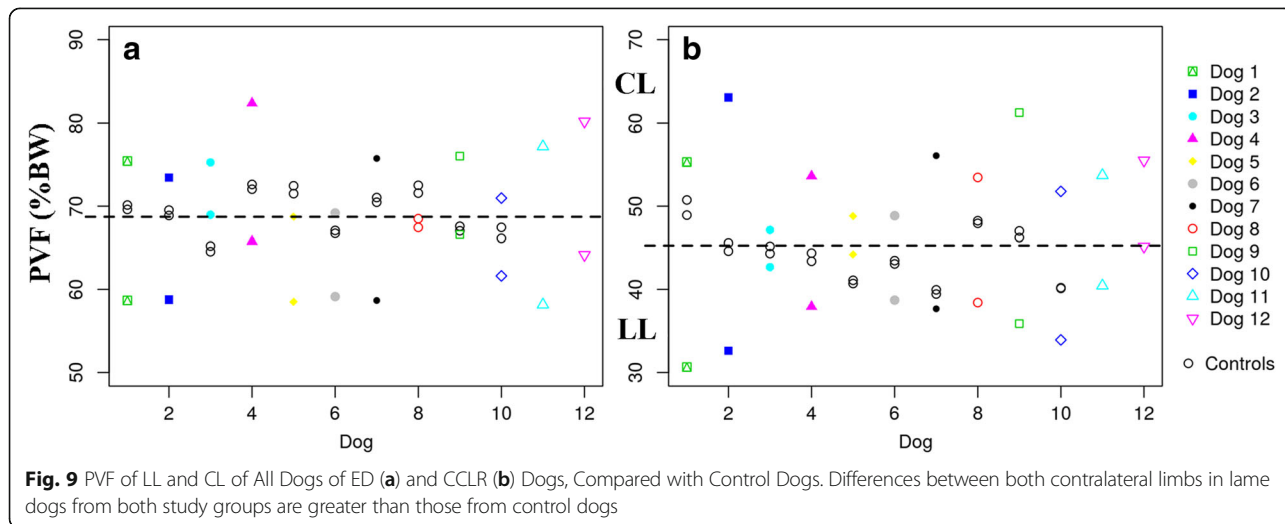 a
PVF (%BW)
90
80
70
60
50
2 4 6 8 10 12
Dog
b
CL
LL
70
60
50
40
30
2 4 6 8 10 12
Dog
Dog 1
Dog 2
Dog 3
Dog 4
Dog 5
Dog 6
Dog 7
Dog 8
Dog 9
Dog 10
Dog 11
Dog 12
Controls
Fig. 9 PVF of LL and CL of All Dogs of ED (a) and CCLR (b) Dogs, Compared with Control Dogs. Differences between both contralateral limbs in lame
dogs from both study groups are greater than those from control dogs